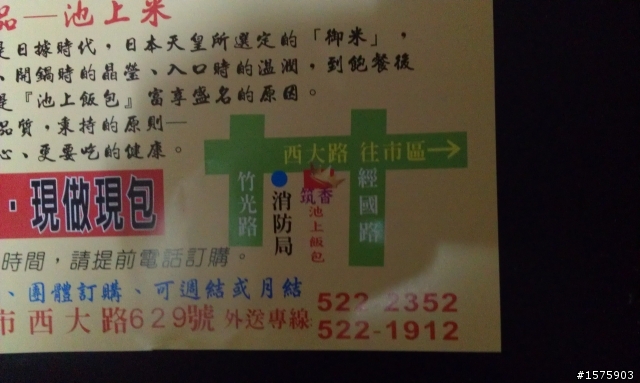 品—池上米
是日據時代，日本天皇所選定的「御米」，
、開鍋時的晶瑩、入口時的溫潤，到飽餐後
是『池上飯包』富享盛名的原因。
品質，秉持的原則—
心、更要吃的健康。
西大路 往市區→
竹光路
消防局
筑香
池上飯包
經國路
·現做現包
時間，請提前電話訂購。
、團體訂購、可週結或月結
市西大路629號 外送專線
522-2352
522-1912
#1575903